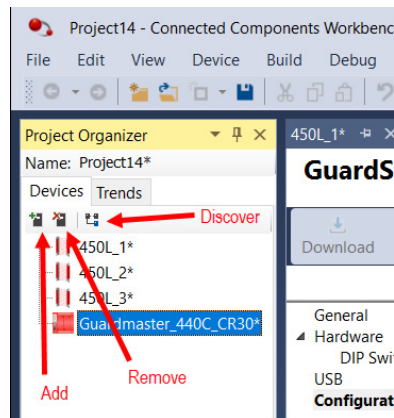 Project14 - Connected Components Workbenc
File Edit View Device Build Debug
Project Organizer
450L_1*
Name: Project14*
GuardS
Devices Trends
Discover
Download
450L_1*
450L_2*
450L_3*
Guardmaster_440C_CR30*
General
Hardware
DIP Swi
USB
Configurat
Add
Remove